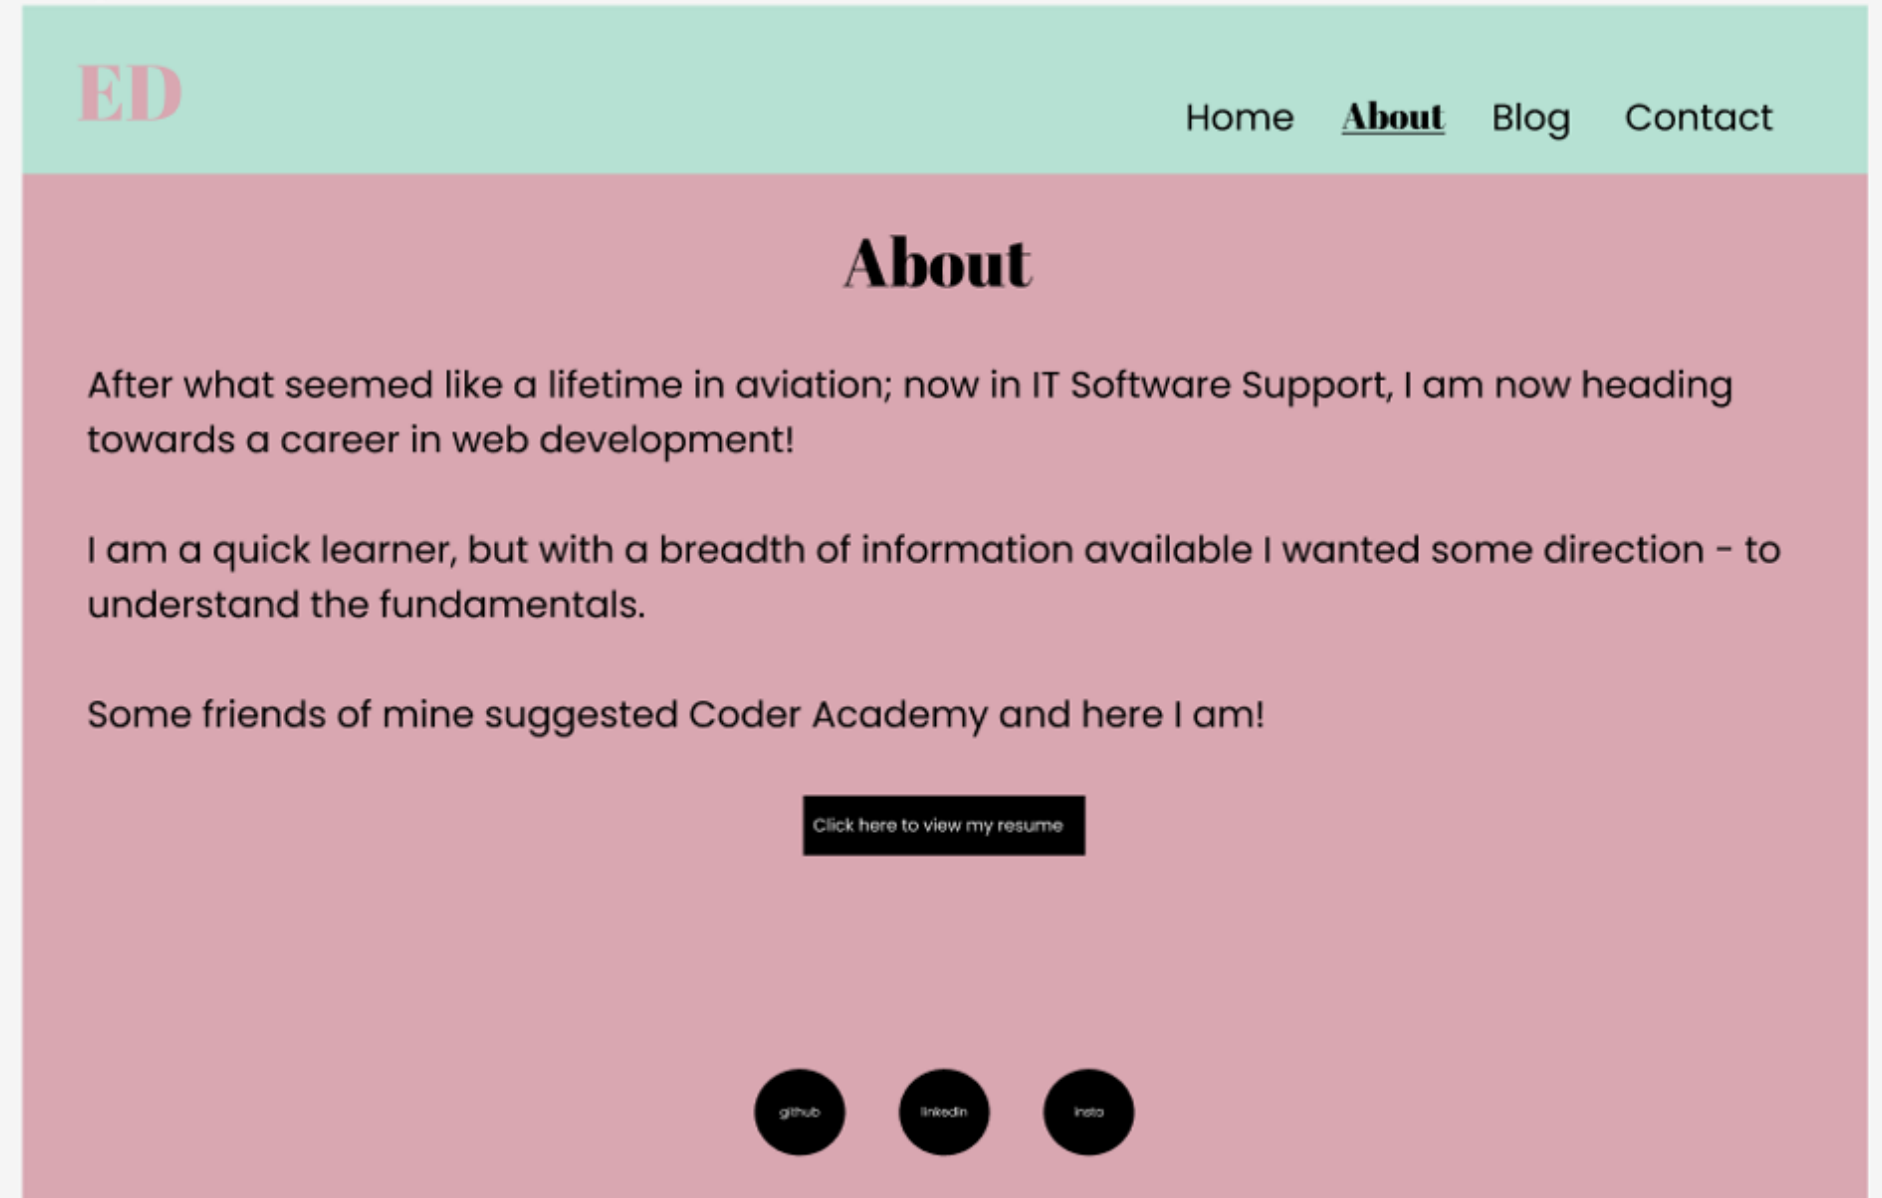 ED
Home About Blog Contact
About
After what seemed like a lifetime in aviation; now in IT Software Support, I am now heading
towards a career in web development!
I am a quick learner, but with a breadth of information available I wanted some direction - to
understand the fundamentals.
Some friends of mine suggested Coder Academy and here I am!
Click here to view my resume
github linkedin insta